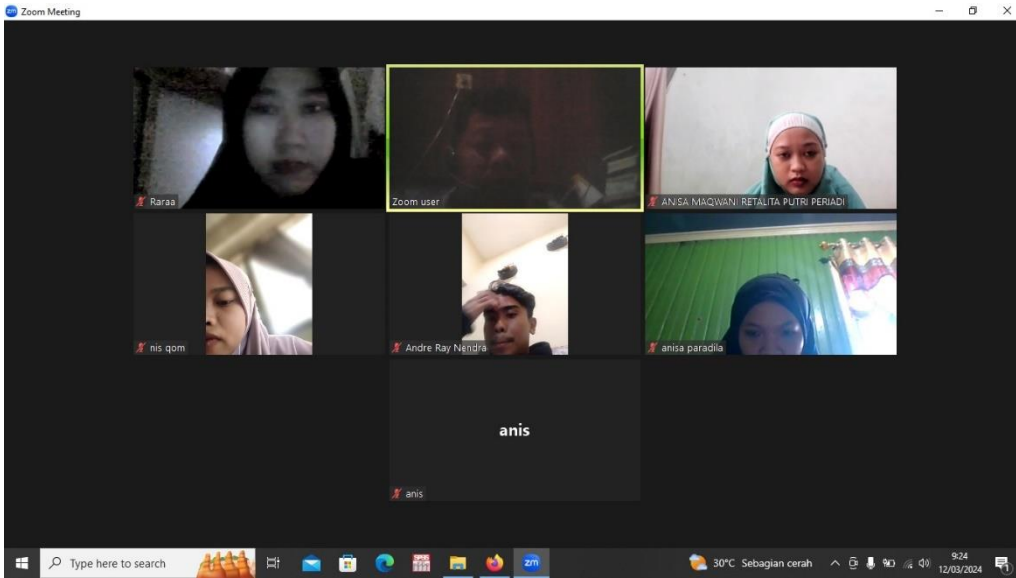 Zoom Meeting
Raraa
Zoom user
ANISA MAQWANI RETALITA PUTRI PERIADI
nis qom
Andre Ray Nendra
anisa paradila
anis
anis
Type here to search
zm
30°C Sebagian cerah
9:24
12/03/2024